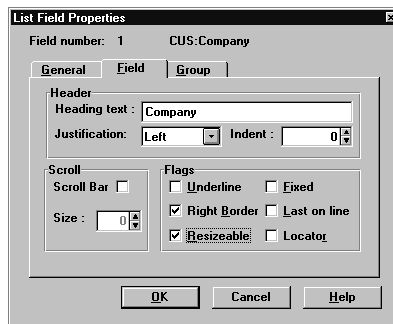 List Field Properties
Field number: 1 CUS:Company
General Field Group
Header
Heading text : Company
Justification: Left Indent : 0
Scroll
Scroll Bar
Size : 0
Flags
Underline Fixed
Right Border Last on line
Resizeable Locator
OK Cancel Help